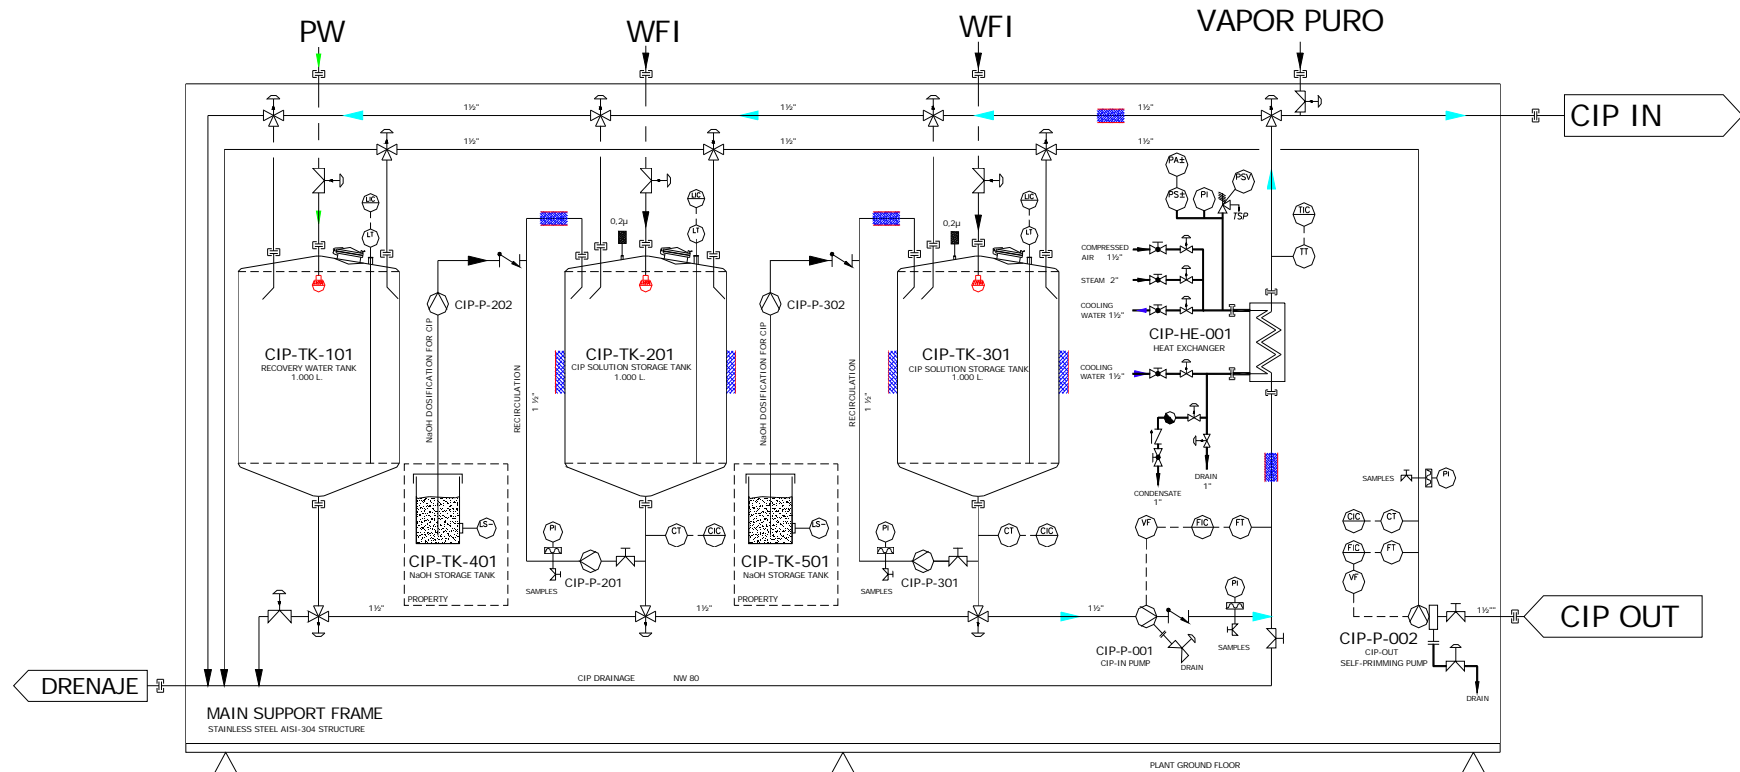 PW
WFI
WFI
VAPOR PURO
1½"
1½"
1½"
CIP IN
1½"
1½"
1½"
PA±
PS±
PI
PSV
TSP
LIC
LT
0,2µ
LIC
LT
0,2µ
LIC
LT
TIC
TT
COMPRESSED
AIR 1½"
STEAM 2"
COOLING
WATER 1½"
CIP-HE-001
HEAT EXCHANGER
COOLING
WATER 1½"
CIP-P-202
CIP-P-302
NaOH DOSIFICATION FOR CIP
RECIRCULATION
1 ½"
NaOH DOSIFICATION FOR CIP
RECIRCULATION
1 ½"
CIP-TK-101
RECOVERY WATER TANK
1.000 L.
CIP-TK-201
CIP SOLUTION STORAGE TANK
1.000 L.
CIP-TK-301
CIP SOLUTION STORAGE TANK
1.000 L.
CONDENSATE
1"
DRAIN
1"
SAMPLES
PI
LS-
CIP-TK-401
NaOH STORAGE TANK
PROPERTY
PI
CT
CIC
CIP-P-201
SAMPLES
LS-
CIP-TK-501
NaOH STORAGE TANK
PROPERTY
PI
CT
CIC
CIP-P-301
SAMPLES
VF
FIC
FT
CIC
CT
FIC
FT
VF
PI
1½"
1½"
1½"
1½""
CIP OUT
CIP-P-001
CIP-IN PUMP
DRAIN
SAMPLES
CIP-P-002
CIP-OUT
SELF-PRIMMING PUMP
DRAIN
DRENAJE
CIP DRAINAGE NW 80
MAIN SUPPORT FRAME
STAINLESS STEEL AISI-304 STRUCTURE
PLANT GROUND FLOOR